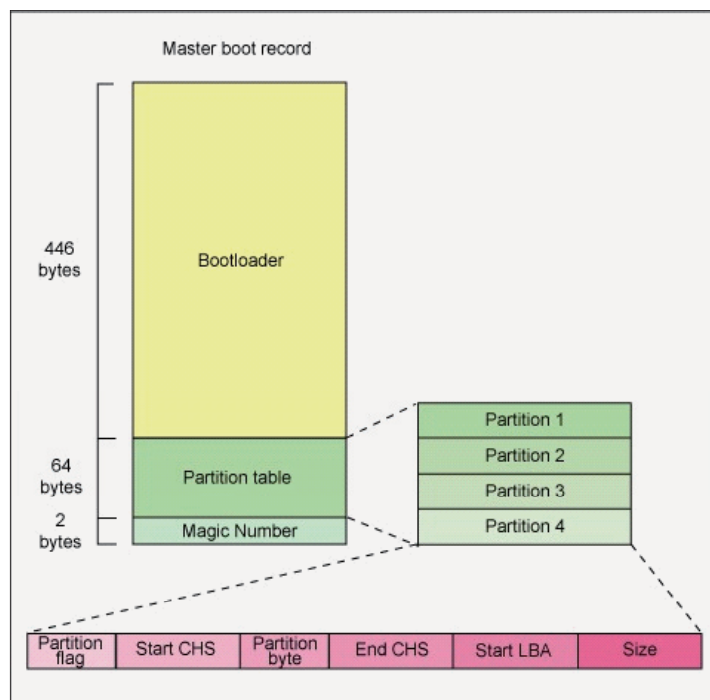 Master boot record
446
bytes
Bootloader
Partition 1
Partition 2
64
bytes
Partition table
Partition 3
2
bytes
Magic Number
Partition 4
Partition
flag
Start CHS
Partition
byte
End CHS
Start LBA
Size